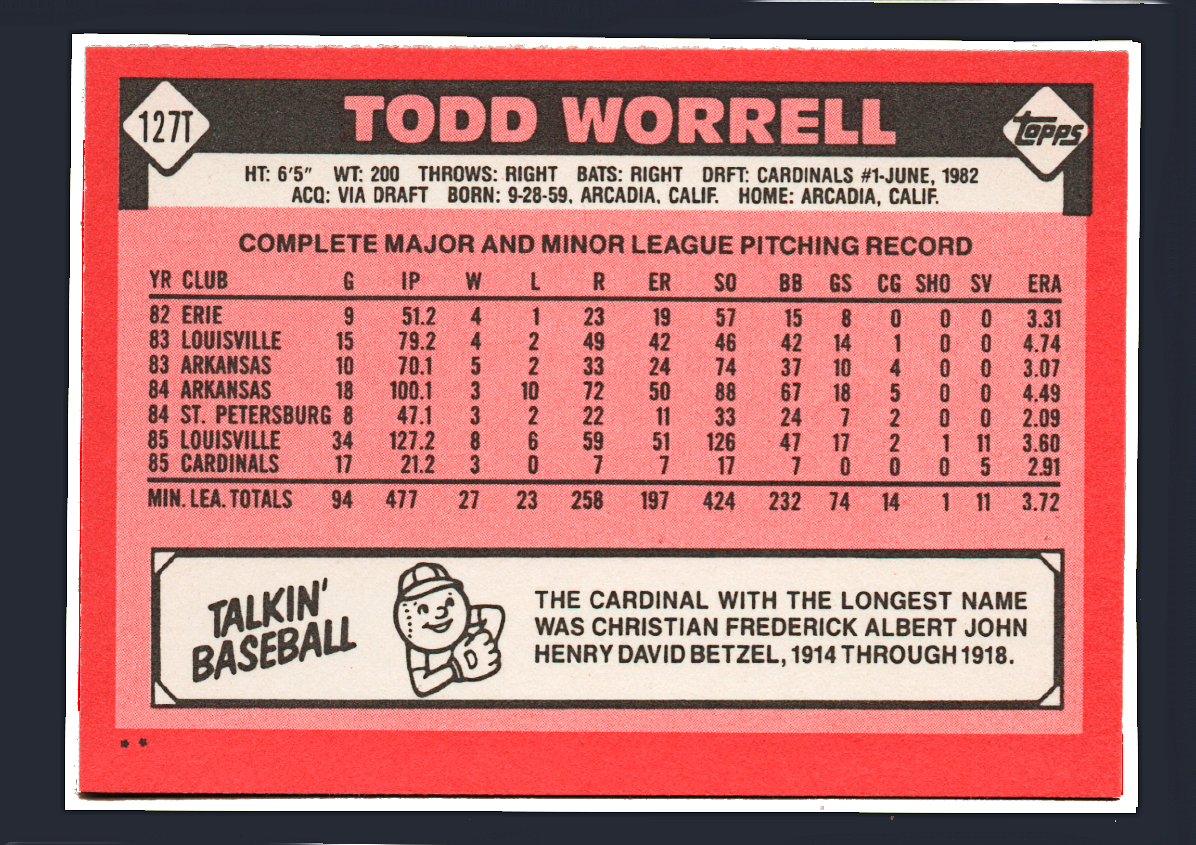 127T
TODD WORRELL
topps
HT: 6'5" WT: 200 THROWS: RIGHT BATS: RIGHT DRFT: CARDINALS #1-JUNE, 1982
ACQ: VIA DRAFT BORN: 9-28-59, ARCADIA, CALIF. HOME: ARCADIA, CALIF.
COMPLETE MAJOR AND MINOR LEAGUE PITCHING RECORD
YR CLUB G IP W L R ER SO BB GS CG SHO SV ERA
82 ERIE 9 51.2 4 1 23 19 57 15 8 0 0 0 3.31
83 LOUISVILLE 15 79.2 4 2 49 42 46 42 14 1 0 0 4.74
83 ARKANSAS 10 70.1 5 2 33 24 74 37 10 4 0 0 3.07
84 ARKANSAS 18 100.1 3 10 72 50 88 67 18 5 0 0 4.49
84 ST. PETERSBURG 8 47.1 3 2 22 11 33 24 7 2 0 0 2.09
85 LOUISVILLE 34 127.2 8 6 59 51 126 47 17 2 1 11 3.60
85 CARDINALS 17 21.2 3 0 7 7 17 7 0 0 0 5 2.91
MIN. LEA. TOTALS 94 477 27 23 258 197 424 232 74 14 1 11 3.72
TALKIN'
BASEBALL
THE CARDINAL WITH THE LONGEST NAME
WAS CHRISTIAN FREDERICK ALBERT JOHN
HENRY DAVID BETZEL, 1914 THROUGH 1918.
* *